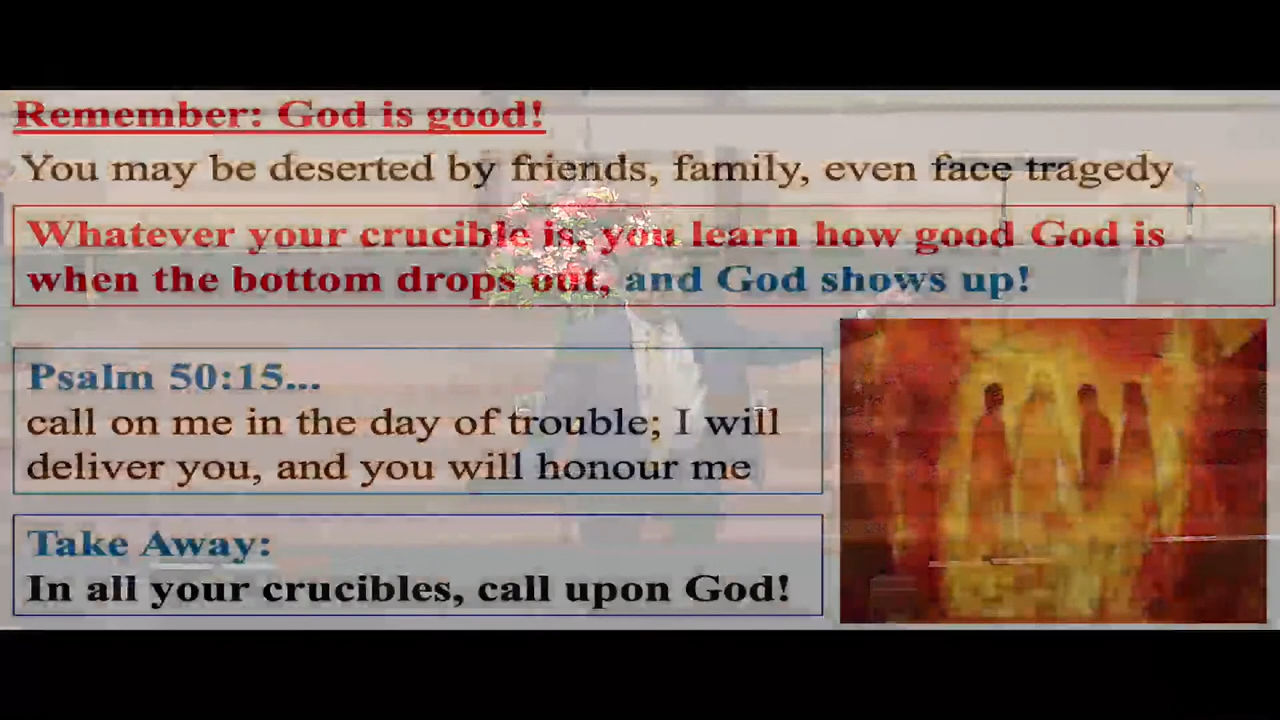 Remember: God is good!
You may be deserted by friends, family, even face tragedy
Whatever your crucible is, you learn how good God is
when the bottom drops out, and God shows up!
Psalm 50:15...
call on me in the day of trouble; I will
deliver you, and you will honour me
Take Away:
In all your crucibles, call upon God!